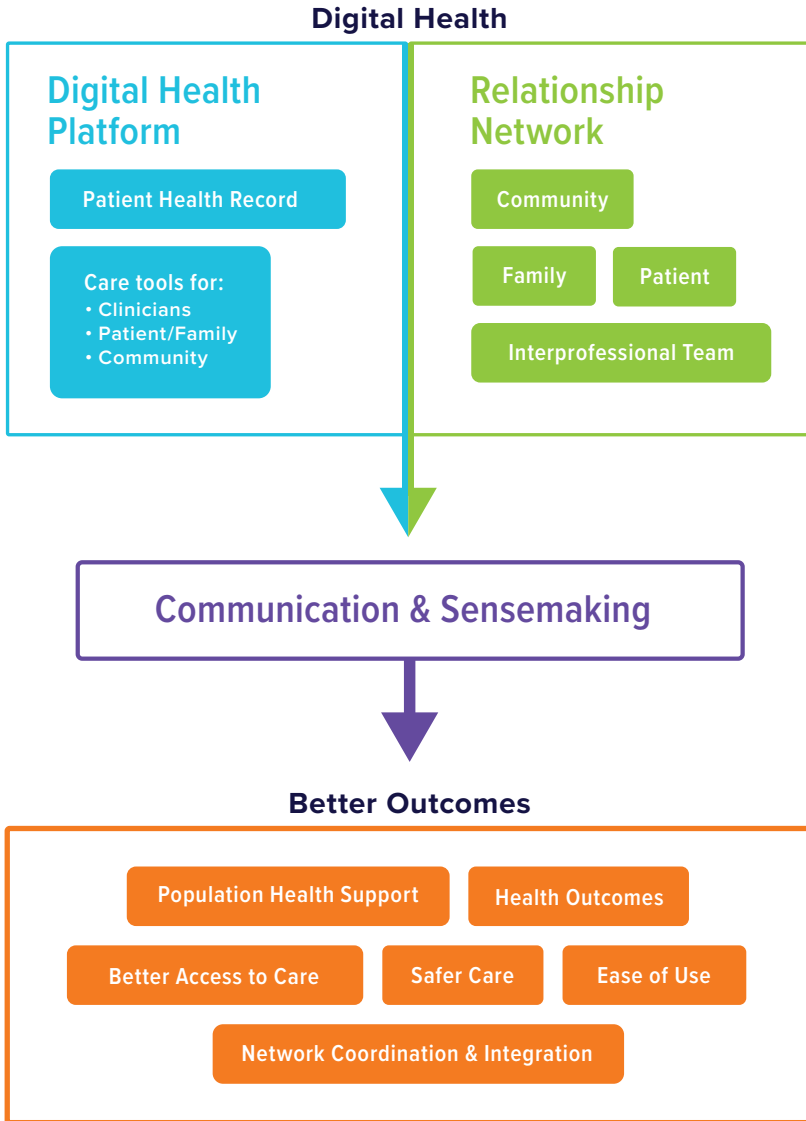 Digital Health
Digital Health
Platform
Patient Health Record
Care tools for:
• Clinicians
• Patient/Family
• Community
Relationship
Network
Community
Family
Patient
Interprofessional Team
Communication & Sensemaking
Better Outcomes
Population Health Support
Health Outcomes
Better Access to Care
Safer Care
Ease of Use
Network Coordination & Integration